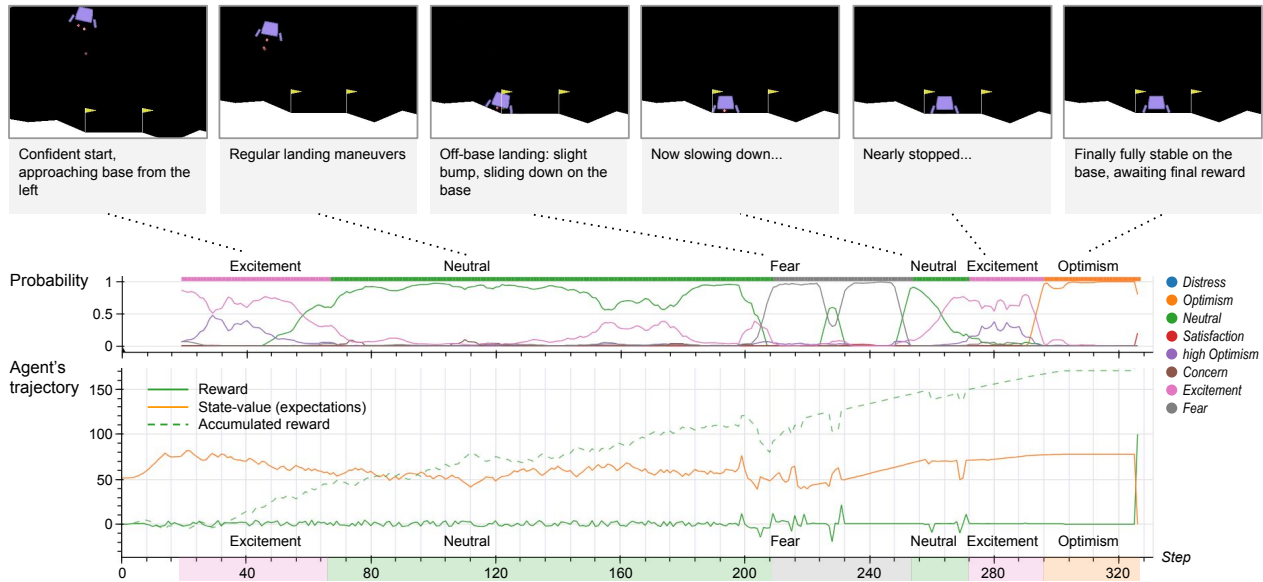 Confident start,
approaching base from the
left
Regular landing maneuvers
Off-base landing: slight
bump, sliding down on the
base
Now slowing down...
Nearly stopped...
Finally fully stable on the
base, awaiting final reward
Probability
Excitement Neutral Fear Neutral Excitement Optimism
1
0.5
0
Distress
Optimism
Neutral
Satisfaction
high Optimism
Concern
Excitement
Fear
Agent's
trajectory
150
100
50
0
Reward
State-value (expectations)
Accumulated reward
Excitement Neutral Fear Neutral Excitement Optimism
Step
0 40 80 120 160 200 240 280 320